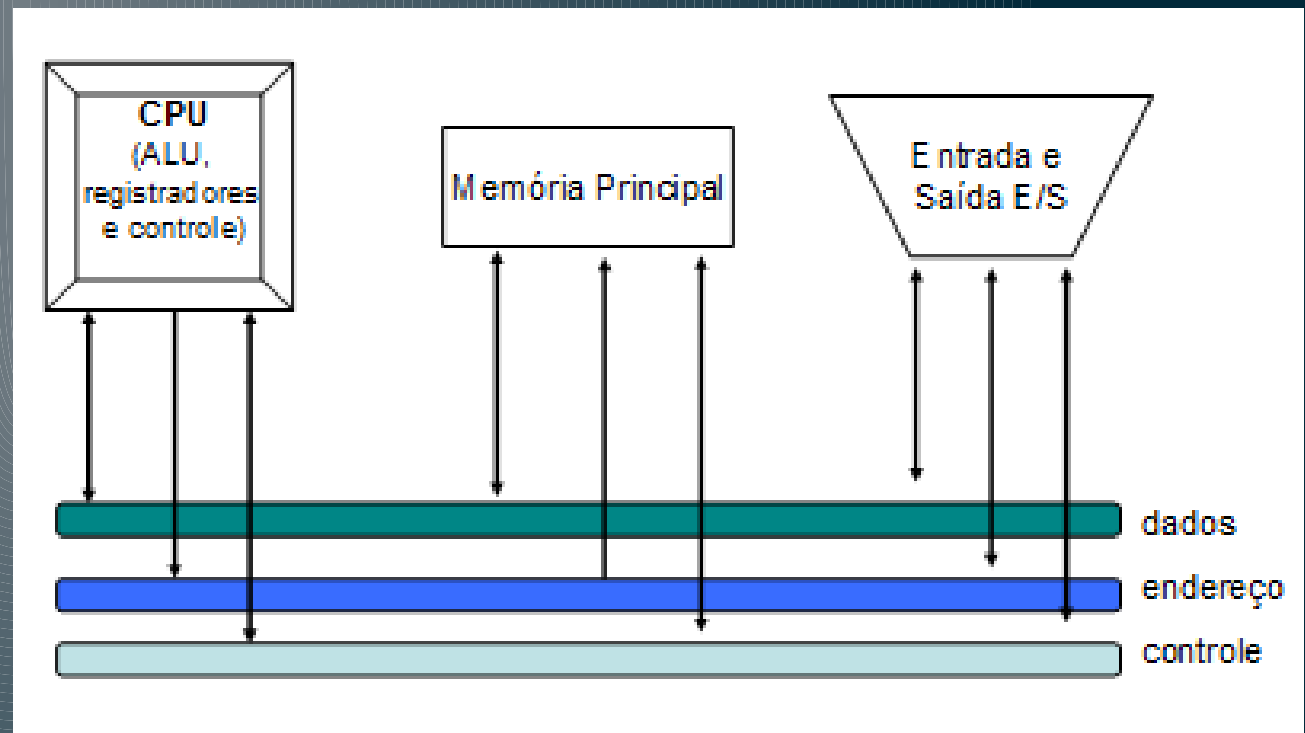 CPU
(ALU,
registradores
e controle)
Memória Principal
Entrada e
Saída E/S
dados
endereço
controle